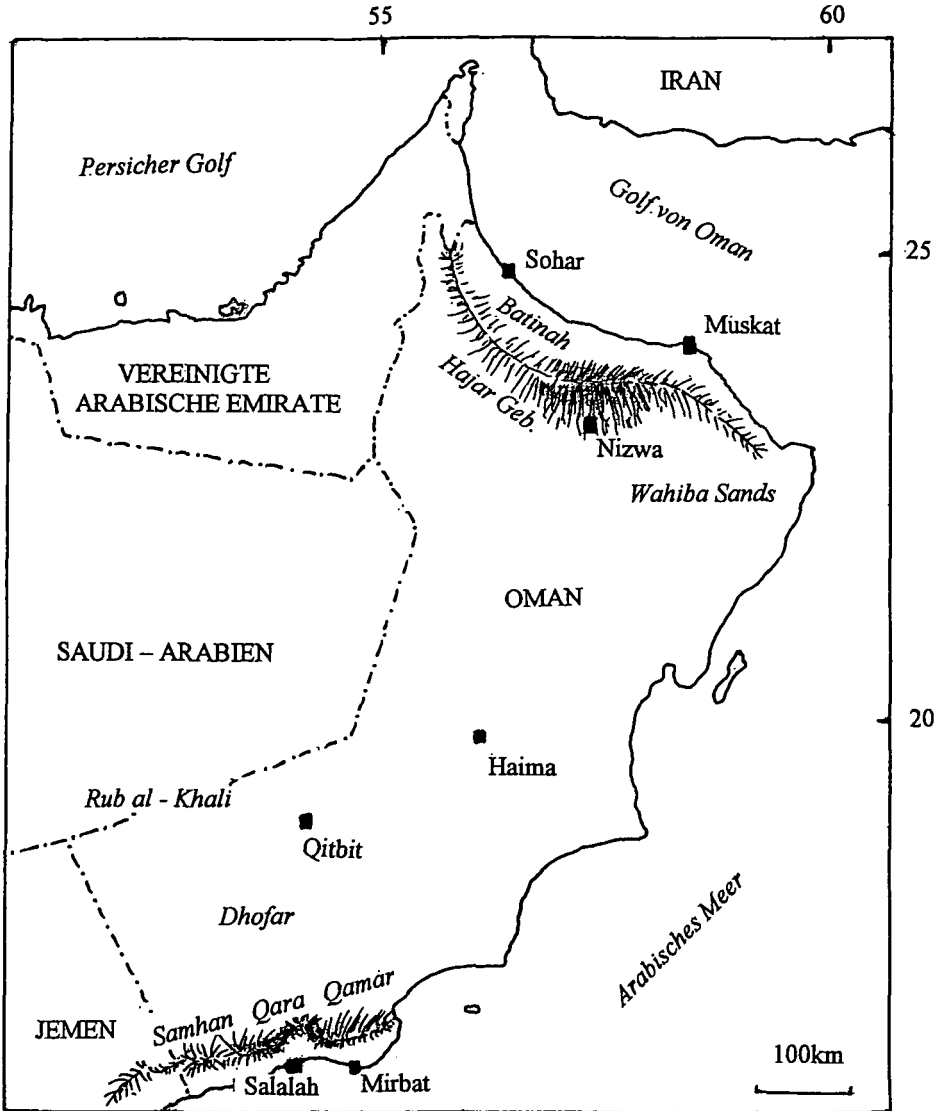 55
60
IRAN
Persicher Golf
Golf von Oman
25
Sohar
Batinah
Muskat
VEREINIGTE
ARABISCHE EMIRATE
Hajar Geb.
Nizwa
Wahiba Sands
OMAN
SAUDI – ARABIEN
20
Haima
Rub al - Khali
Qitbit
Dhofar
Arabisches Meer
Samhan Qara Qamar
JEMEN
100km
Salalah
Mirbat